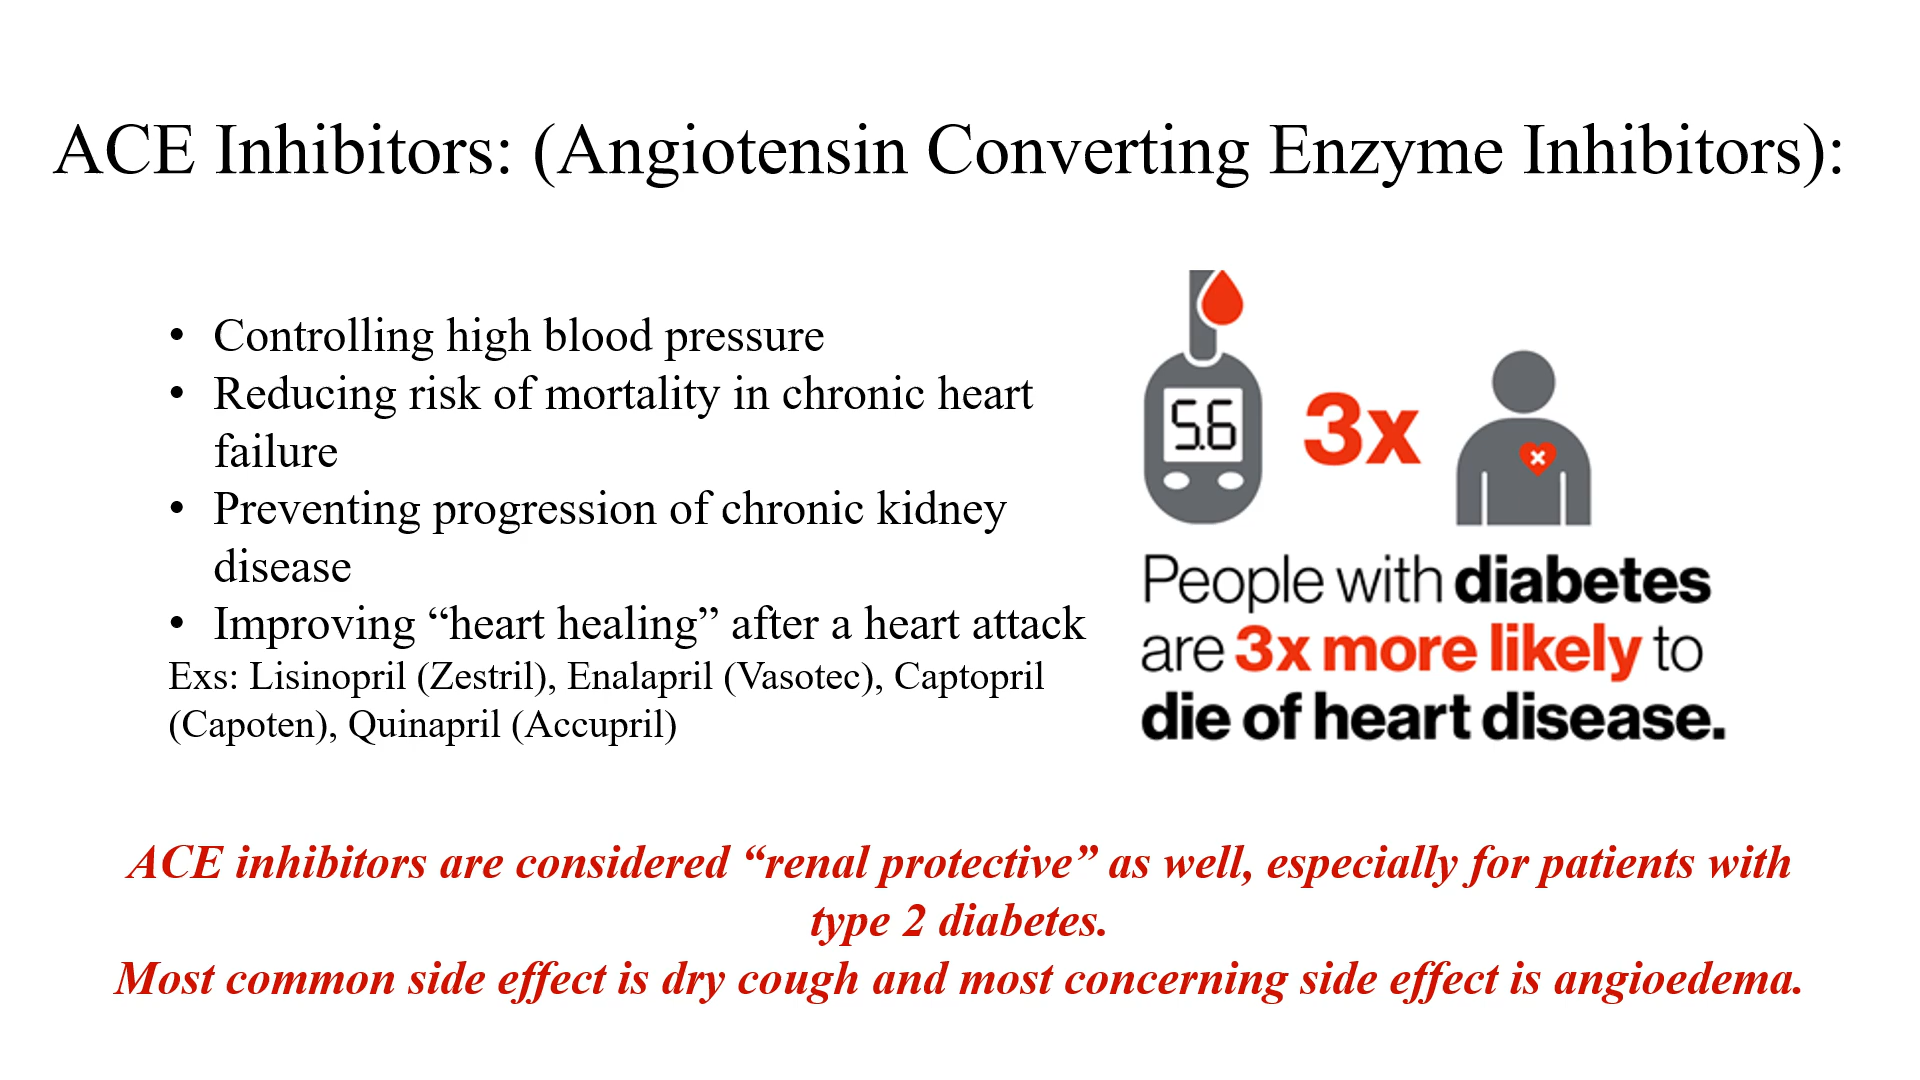 ACE Inhibitors: (Angiotensin Converting Enzyme Inhibitors):
• Controlling high blood pressure
• Reducing risk of mortality in chronic heart
failure
• Preventing progression of chronic kidney
disease
• Improving “heart healing” after a heart attack
Exs: Lisinopril (Zestril), Enalapril (Vasotec), Captopril
(Capoten), Quinapril (Accupril)
5.6
3x
People with diabetes
are 3x more likely to
die of heart disease.
ACE inhibitors are considered “renal protective” as well, especially for patients with
type 2 diabetes.
Most common side effect is dry cough and most concerning side effect is angioedema.